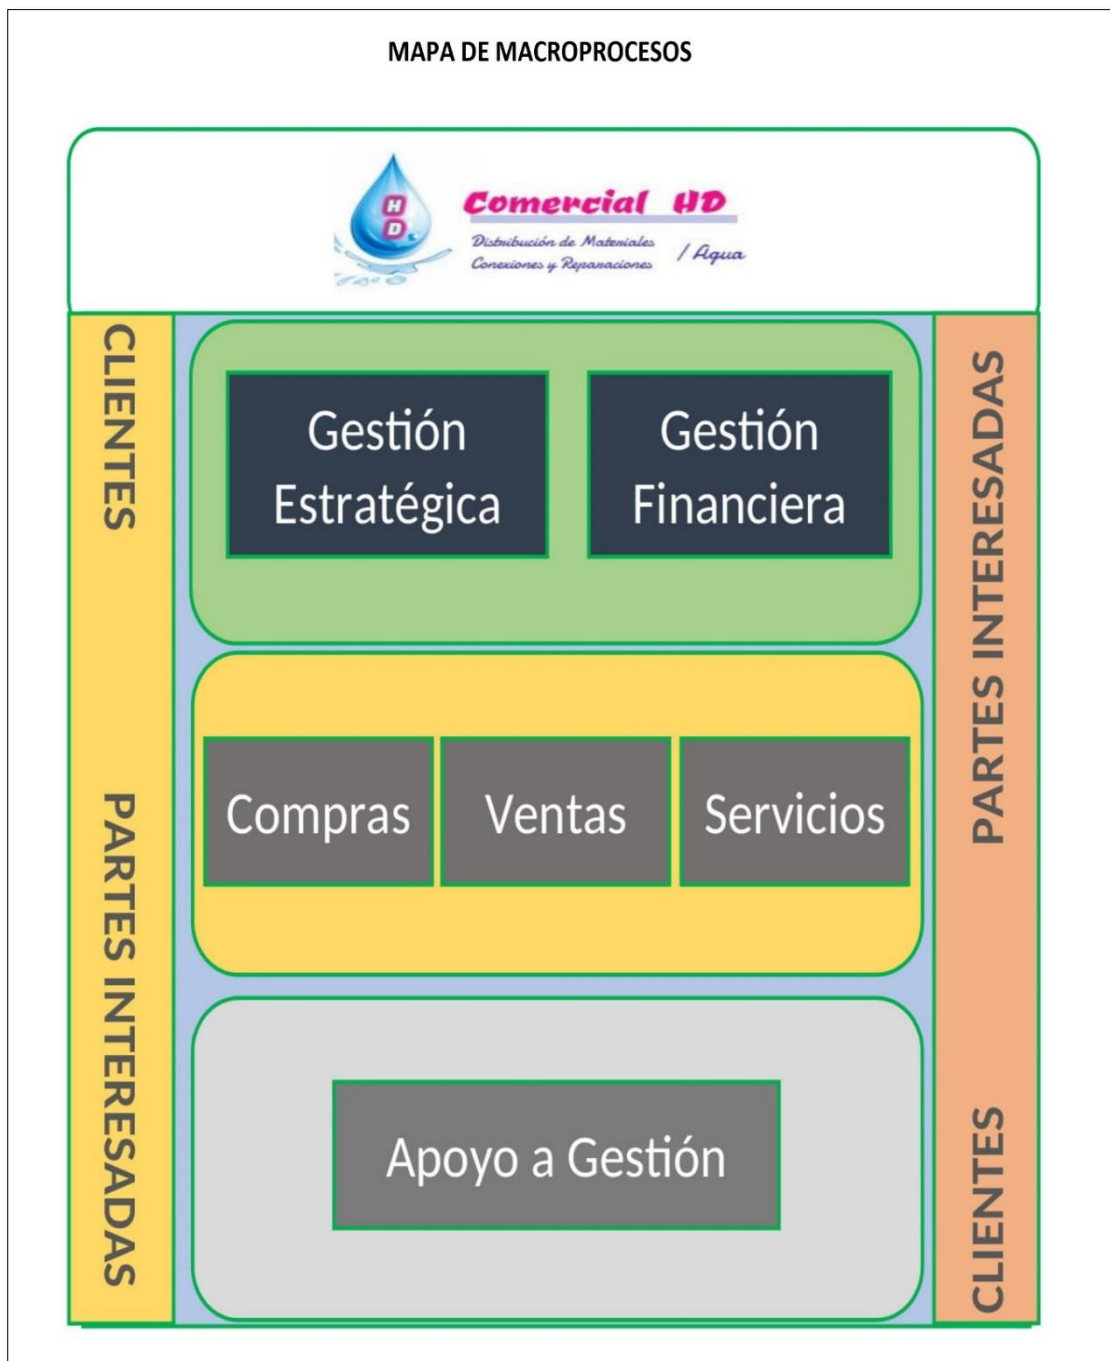 MAPA DE MACROPROCESOS
H
D.
Comercial HD
Distribución de Materiales
Conexiones y Reparaciones
/ Agua
CLIENTES
PARTES INTERESADAS
Gestión
Estratégica
Gestión
Financiera
Compras
Ventas
Servicios
Apoyo a Gestión
PARTES INTERESADAS
CLIENTES